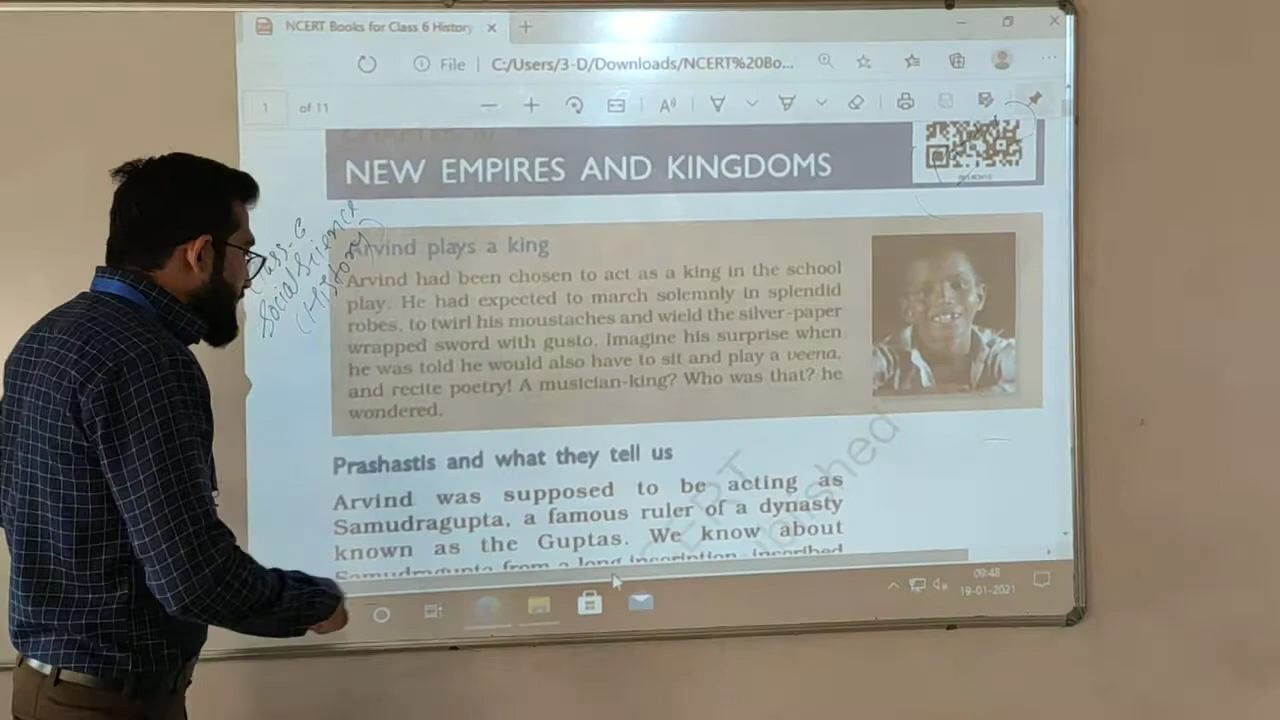 NCERT Books for Class 6 History
File | C:/Users/3-D/Downloads/NCERT%20Bo...
1 of 11
NEW EMPIRES AND KINGDOMS
Class-6
Social Science
(History)
Arvind plays a king
Arvind had been chosen to act as a king in the school
play. He had expected to march solemnly in splendid
robes, to twirl his moustaches and wield the silver-paper
wrapped sword with gusto. Imagine his surprise when
he was told he would also have to sit and play a veena,
and recite poetry! A musician-king? Who was that? he
wondered.
Prashastis and what they tell us
Arvind was supposed to be acting as
Samudragupta, a famous ruler of a dynasty
known as the Guptas. We know about
Samudragupta from a long inscription, inscribed
09:48
19-01-2021